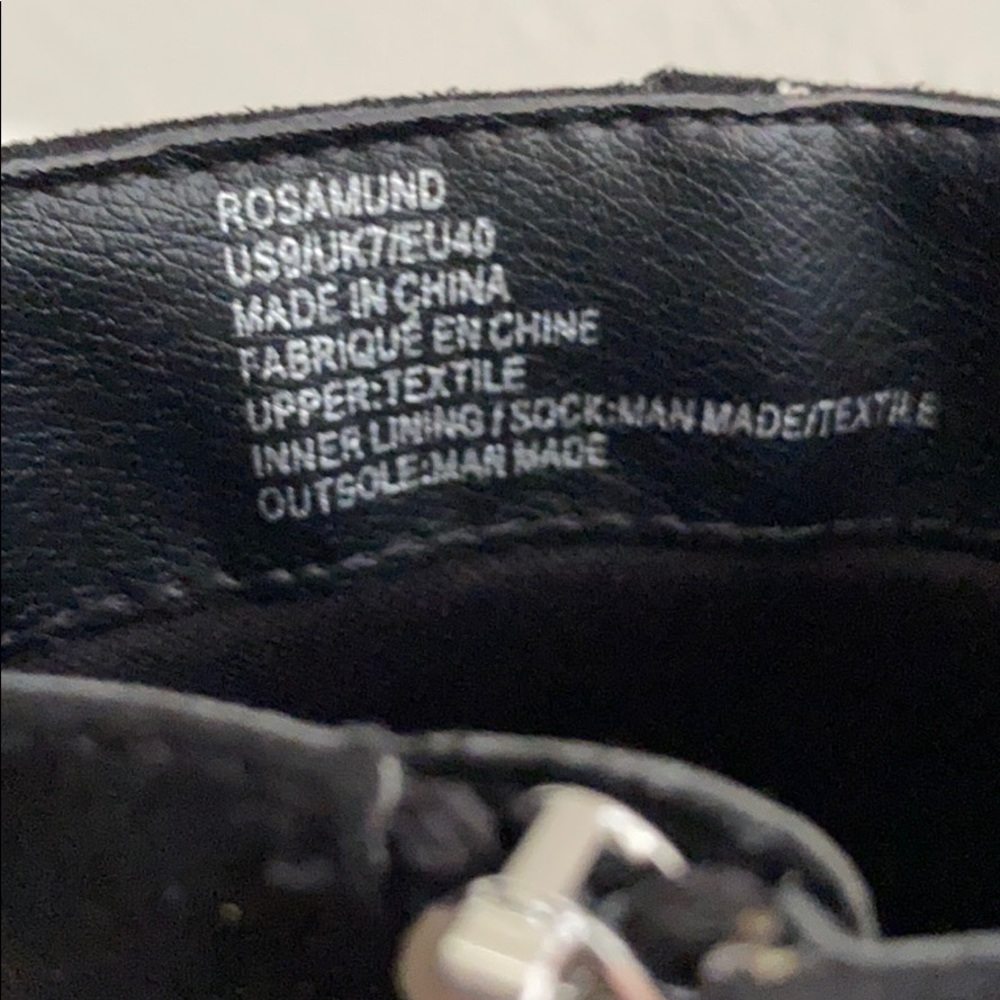 ROSAMUND
US9/UK7/EU40
MADE IN CHINA
FABRIQUÉ EN CHINE
UPPER:TEXTILE
INNER LINING / SOCK:MAN MADE/TEXTILE
OUTSOLE:MAN MADE